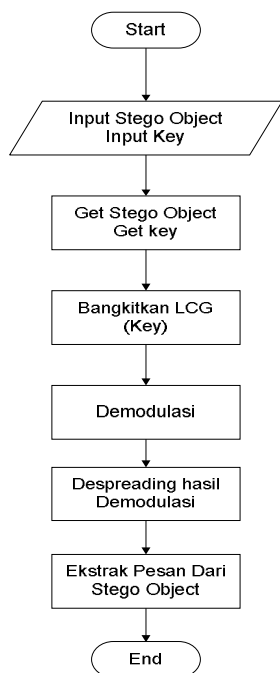 Start
Input Stego Object
Input Key
Get Stego Object
Get key
Bangkitkan LCG
(Key)
Demodulasi
Despreading hasil
Demodulasi
Ekstrak Pesan Dari
Stego Object
End